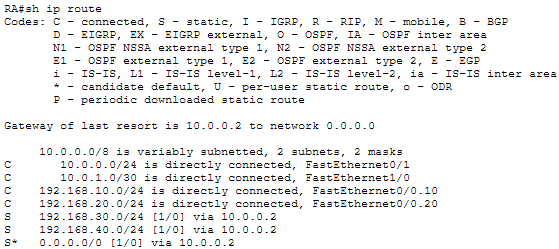 RA#sh ip route
Codes: C - connected, S - static, I - IGRP, R - RIP, M - mobile, B - BGP
       D - EIGRP, EX - EIGRP external, O - OSPF, IA - OSPF inter area
       N1 - OSPF NSSA external type 1, N2 - OSPF NSSA external type 2
       E1 - OSPF external type 1, E2 - OSPF external type 2, E - EGP
       i - IS-IS, L1 - IS-IS level-1, L2 - IS-IS level-2, ia - IS-IS inter area
       * - candidate default, U - per-user static route, o - ODR
       P - periodic downloaded static route
Gateway of last resort is 10.0.0.2 to network 0.0.0.0
     10.0.0.0/8 is variably subnetted, 2 subnets, 2 masks
C       10.0.0.0/24 is directly connected, FastEthernet0/1
C       10.0.1.0/30 is directly connected, FastEthernet1/0
C    192.168.10.0/24 is directly connected, FastEthernet0/0.10
C    192.168.20.0/24 is directly connected, FastEthernet0/0.20
S    192.168.30.0/24 [1/0] via 10.0.0.2
S    192.168.40.0/24 [1/0] via 10.0.0.2
S*   0.0.0.0/0 [1/0] via 10.0.0.2